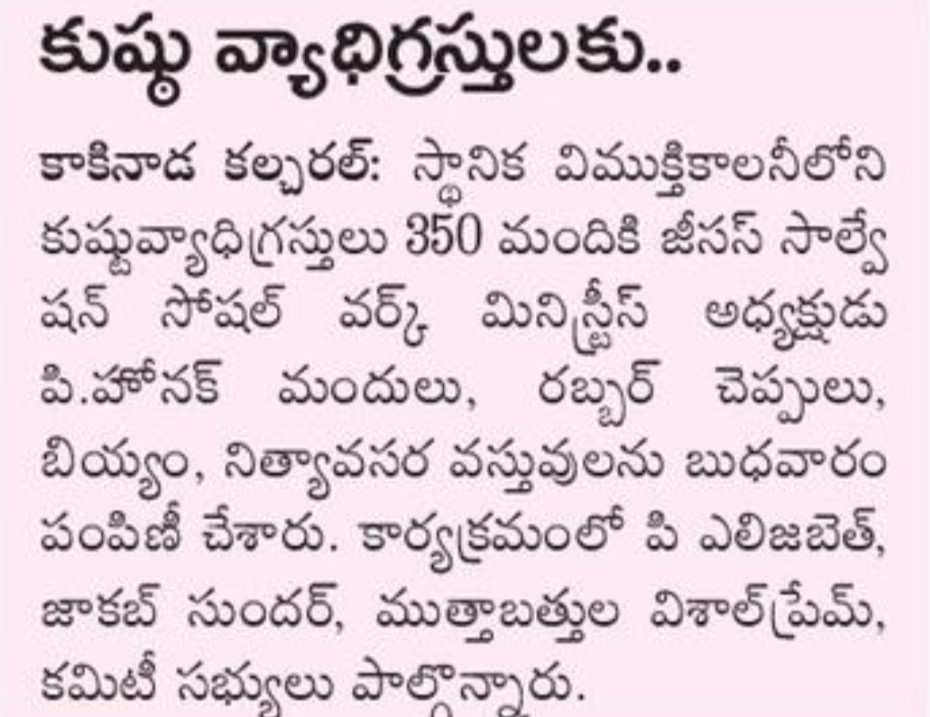 కుష్ఠు వ్యాధిగ్రస్తులకు..
కాకినాడ కల్చరల్: స్థానిక విముక్తికాలనీలోని
కుష్టువ్యాధిగ్రస్తులు 350 మందికి జీసస్ సాల్వే
షన్ సోషల్ వర్క్ మినిస్ట్రీస్ అధ్యక్షుడు
పి.హోనక్ మందులు, రబ్బర్ చెప్పులు,
బియ్యం, నిత్యావసర వస్తువులను బుధవారం
పంపిణీ చేశారు. కార్యక్రమంలో పి ఎలిజబెత్,
జాకబ్ సుందర్, ముత్తాబత్తుల విశాల్‌ప్రేమ్,
కమిటీ సభ్యులు పాల్గొన్నారు.